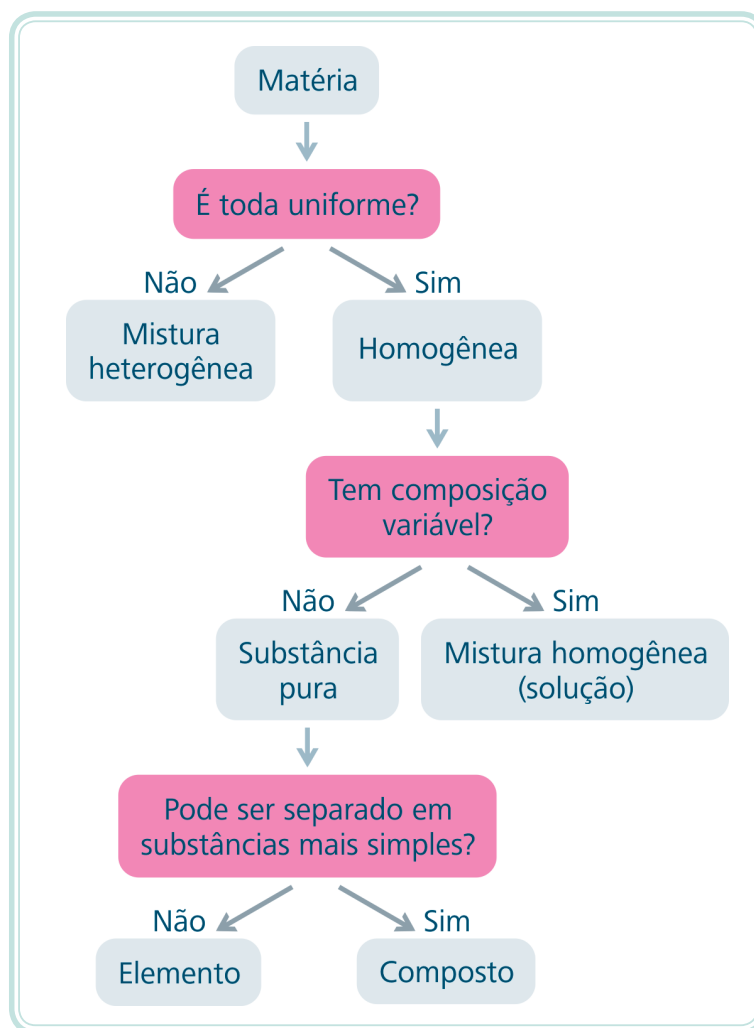 Matéria
É toda uniforme?
Não
Sim
Mistura
heterogênea
Homogênea
Tem composição
variável?
Não
Sim
Substância
pura
Mistura homogênea
(solução)
Pode ser separado em
substâncias mais simples?
Não
Sim
Elemento
Composto